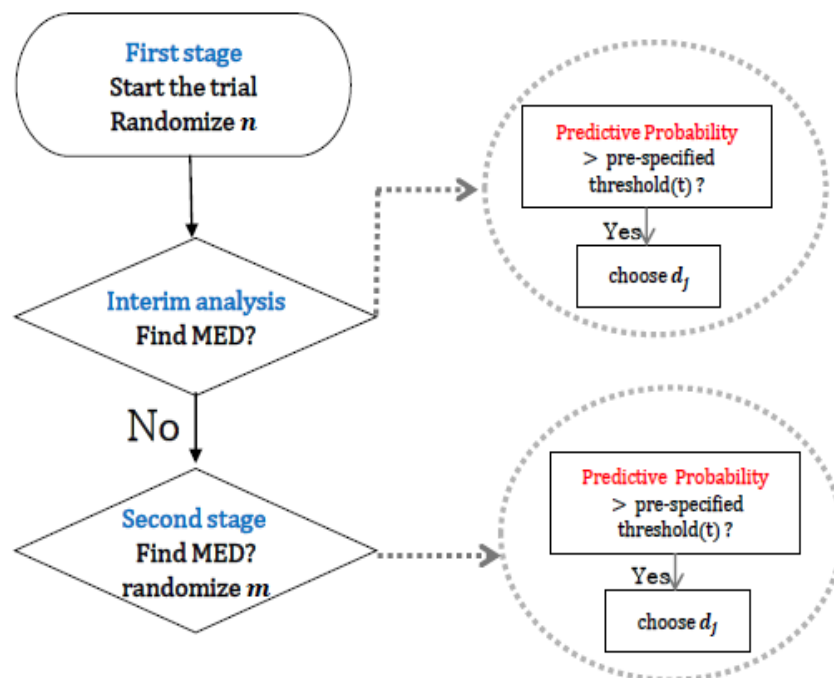 First stage
Start the trial
Randomize n
Interim analysis
Find MED?
No
Second stage
Find MED?
randomize m
Predictive Probability
> pre-specified
threshold(t) ?
Yes
choose dj
Predictive Probability
> pre-specified
threshold(t) ?
Yes
choose dj